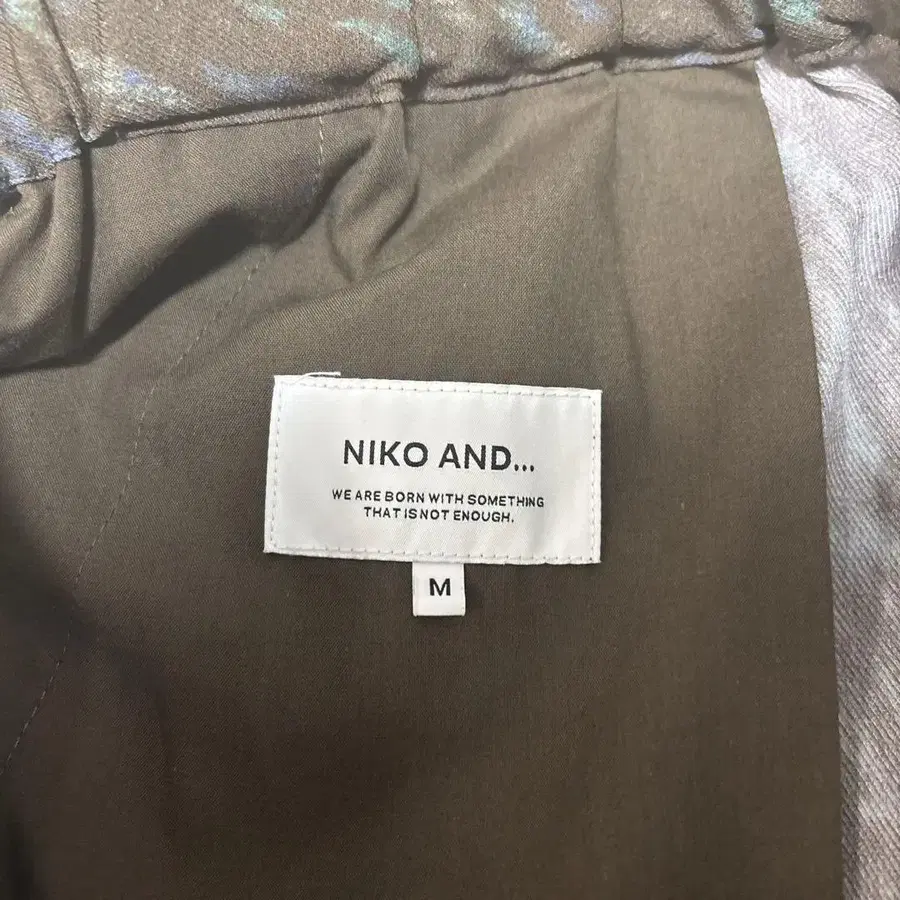 NIKO AND...
WE ARE BORN WITH SOMETHING
THAT IS NOT ENOUGH.
M